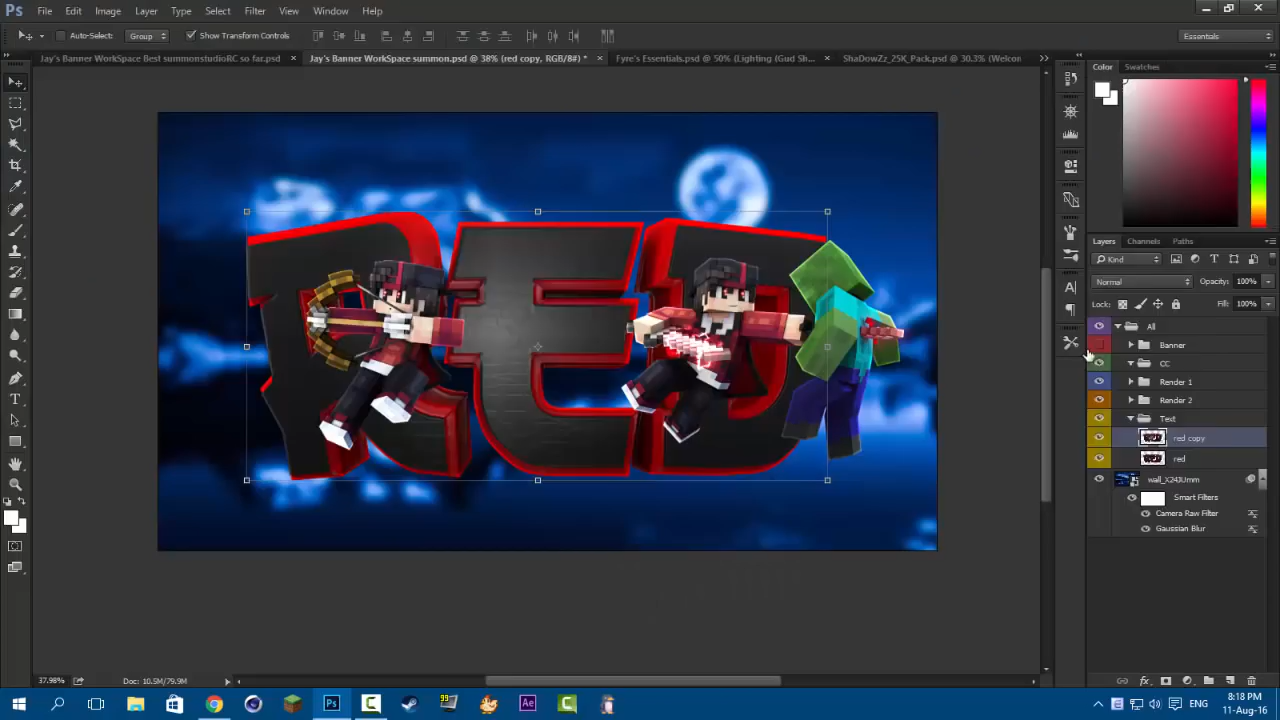 Ps File Edit Image Layer Type Select Filter View Window Help
Auto-Select: Group Show Transform Controls Essentials
Jay's Banner WorkSpace Best summonstudioRC so far.psd × Jay's Banner WorkSpace summon.psd @ 38% (red copy, RGB/8#) * × Fyre's Essentials.psd @ 50% (Lighting (Gud Sh... × ShaDowZz_25K_Pack.psd @ 30.3% (Welcon
Color Swatches
RED
Layers Channels Paths
Kind
Normal Opacity: 100%
Lock: Fill: 100%
All
Banner
CC
Render 1
Render 2
Text
red copy
red
wall_X24JUmm
Smart Filters
Camera Raw Filter
Gaussian Blur
37.98% Doc: 10.5M/79.9M
Ps 99 Ae ENG 8:18 PM
11-Aug-16